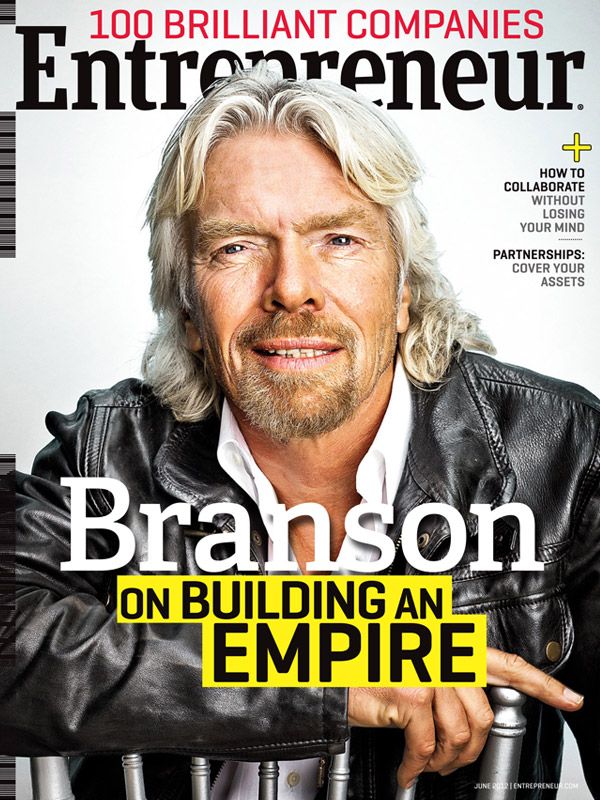 100 BRILLIANT COMPANIES
Entrepreneur®
+
HOW TO
COLLABORATE
WITHOUT
LOSING
YOUR MIND
PARTNERSHIPS:
COVER YOUR
ASSETS
Branson
ON BUILDING AN
EMPIRE
JUNE 2012 | ENTREPRENEUR.COM